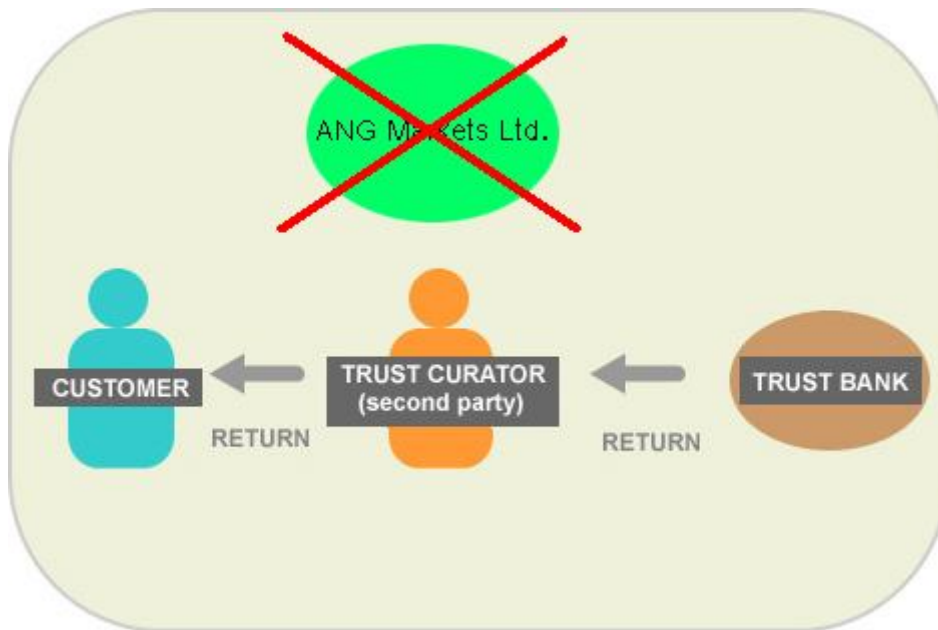 ANG Markets Ltd.
CUSTOMER
RETURN
TRUST CURATOR
(second party)
RETURN
TRUST BANK